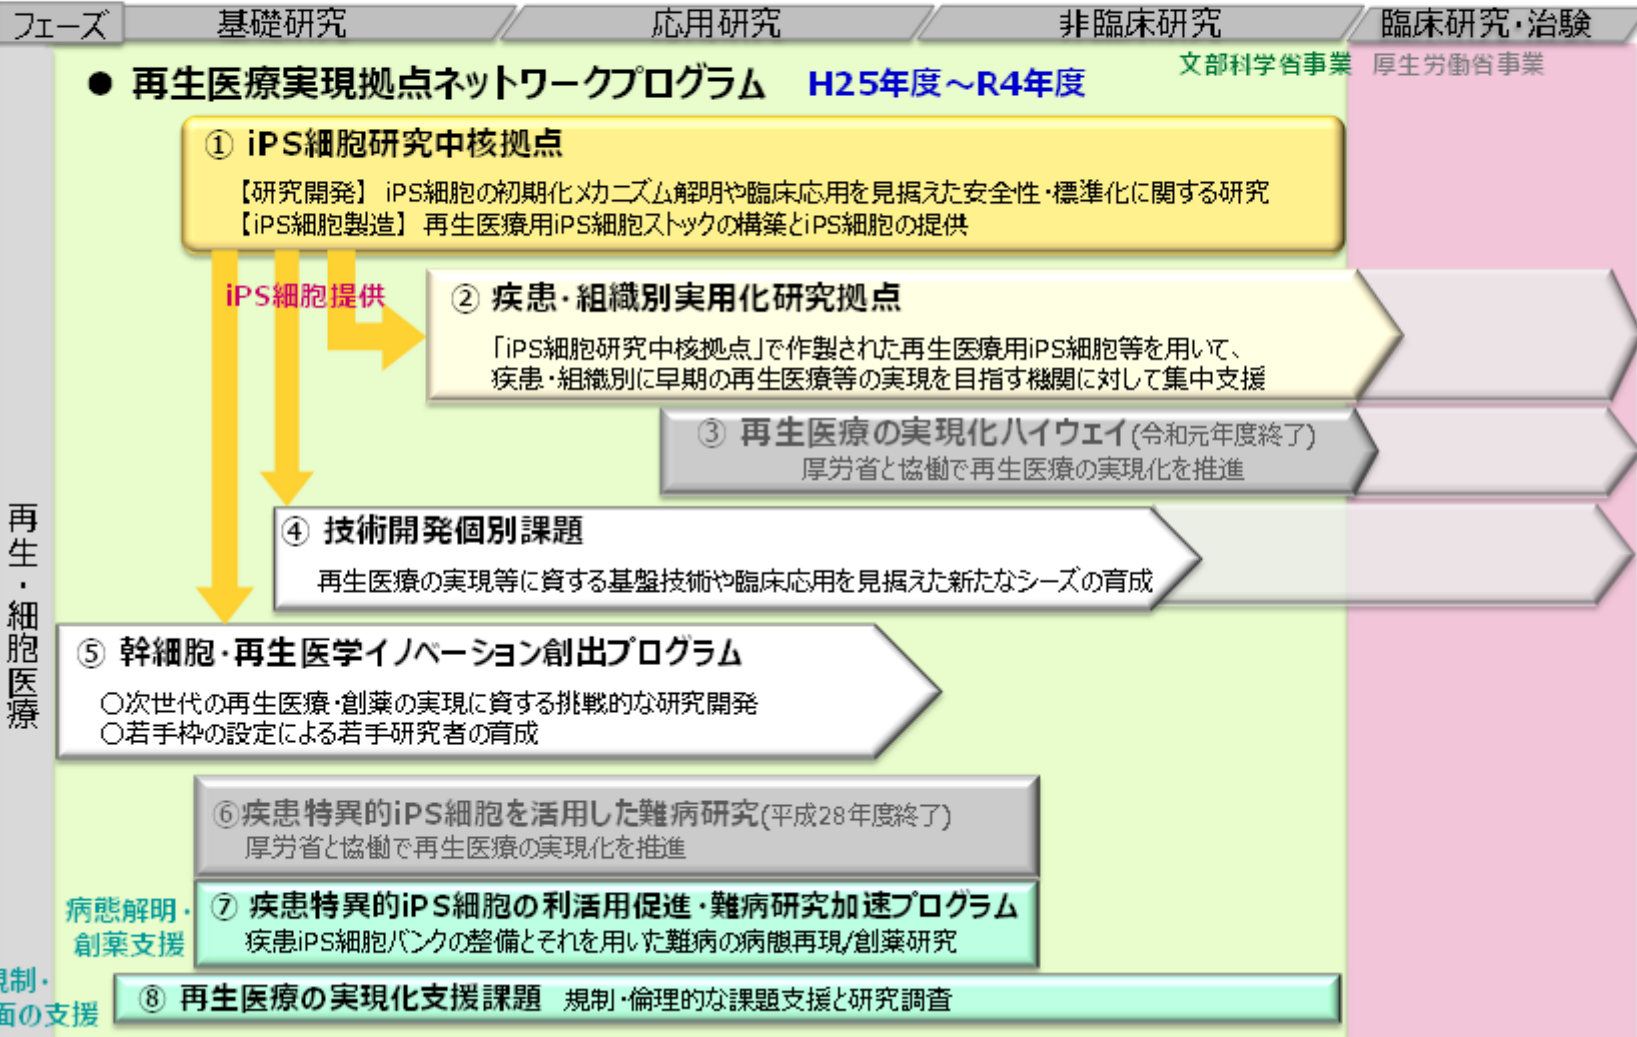 フェーズ
基礎研究
応用研究
非臨床研究
臨床研究・治験
文部科学省事業
厚生労働省事業
● 再生医療実現拠点ネットワークプログラム H25年度～R4年度
① iPS細胞研究中核拠点
【研究開発】 iPS細胞の初期化メカニズム解明や臨床応用を見据えた安全性・標準化に関する研究
【iPS細胞製造】 再生医療用iPS細胞ストックの構築とiPS細胞の提供
iPS細胞提供
② 疾患・組織別実用化研究拠点
「iPS細胞研究中核拠点」で作製された再生医療用iPS細胞等を用いて、
疾患・組織別に早期の再生医療等の実現を目指す機関に対して集中支援
③ 再生医療の実現化ハイウェイ(令和元年度終了)
厚労省と協働で再生医療の実現化を推進
再生・細胞医療
④ 技術開発個別課題
再生医療の実現等に資する基盤技術や臨床応用を見据えた新たなシーズの育成
⑤ 幹細胞・再生医学イノベーション創出プログラム
○次世代の再生医療・創薬の実現に資する挑戦的な研究開発
○若手枠の設定による若手研究者の育成
⑥疾患特異的iPS細胞を活用した難病研究(平成28年度終了)
厚労省と協働で再生医療の実現化を推進
病態解明・
創薬支援
⑦ 疾患特異的iPS細胞の利活用促進・難病研究加速プログラム
疾患iPS細胞バンクの整備とそれを用いた難病の病態再現/創薬研究
規制・
面の支援
⑧ 再生医療の実現化支援課題 規制・倫理的な課題支援と研究調査